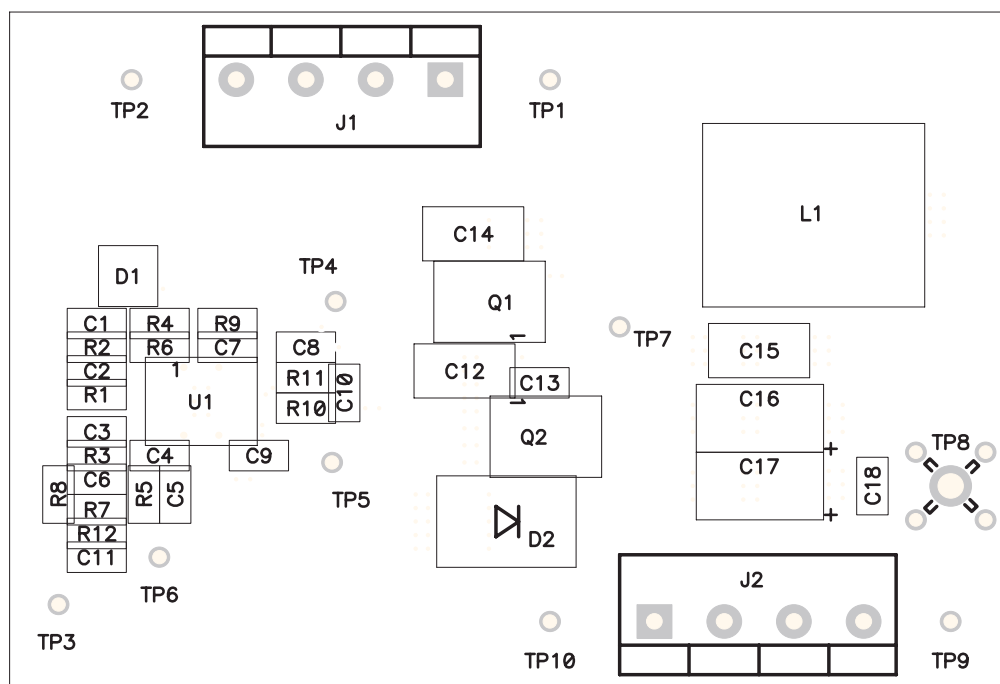 TP2
J1
TP1
L1
C14
D1
TP4
Q1
C1
R4
R9
TP7
1
R2
R6
C7
C8
C15
C2
1
R11
C10
C12
C13
R1
U1
R10
1
C16
C3
Q2
R3
C4
C9
TP5
C17
+
TP8
C6
R8
R5
C5
C18
R7
+
R12
D2
C11
TP6
J2
TP3
TP10
TP9